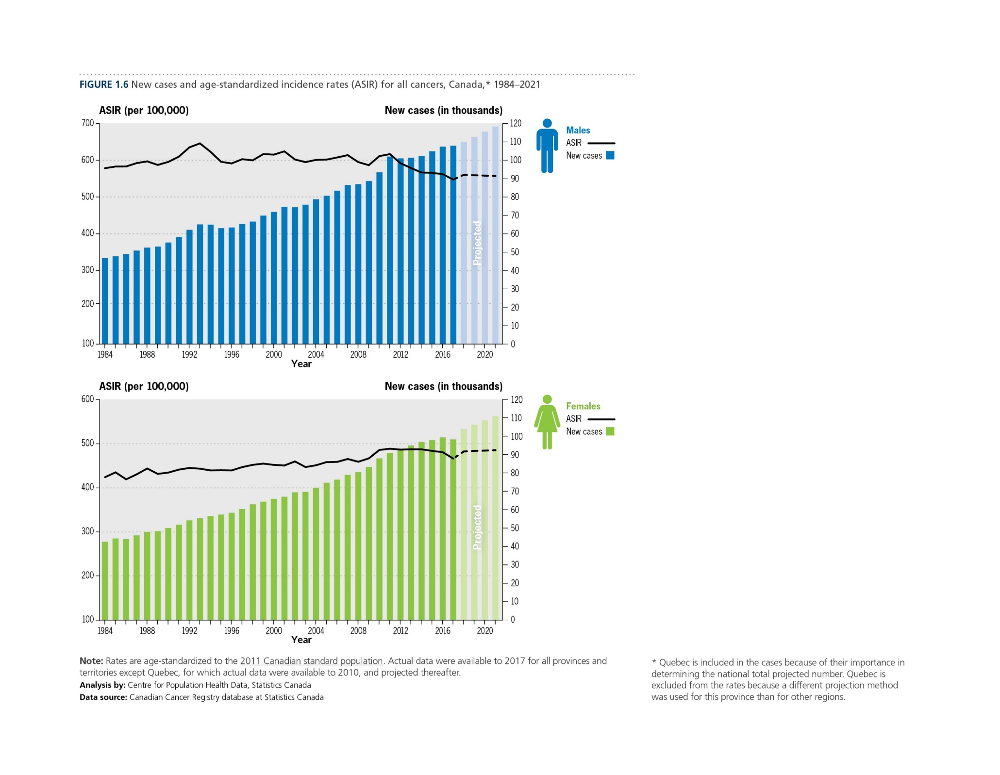 FIGURE 1.6 New cases and age-standardized incidence rates (ASIR) for all cancers, Canada,* 1984–2021
ASIR (per 100,000) New cases (in thousands)
700
600
500
400
300
200
100
120
110
100
90
80
70
60
50
40
30
20
10
0
Projected
1984 1988 1992 1996 2000 2004 2008 2012 2016 2020
Year
Males
ASIR
New cases
ASIR (per 100,000) New cases (in thousands)
600
500
400
300
200
100
120
110
100
90
80
70
60
50
40
30
20
10
0
Projected
1984 1988 1992 1996 2000 2004 2008 2012 2016 2020
Year
Females
ASIR
New cases
Note: Rates are age-standardized to the 2011 Canadian standard population. Actual data were available to 2017 for all provinces and
territories except Quebec, for which actual data were available to 2010, and projected thereafter.
Analysis by: Centre for Population Health Data, Statistics Canada
Data source: Canadian Cancer Registry database at Statistics Canada
* Quebec is included in the cases because of their importance in
determining the national total projected number. Quebec is
excluded from the rates because a different projection method
was used for this province than for other regions.